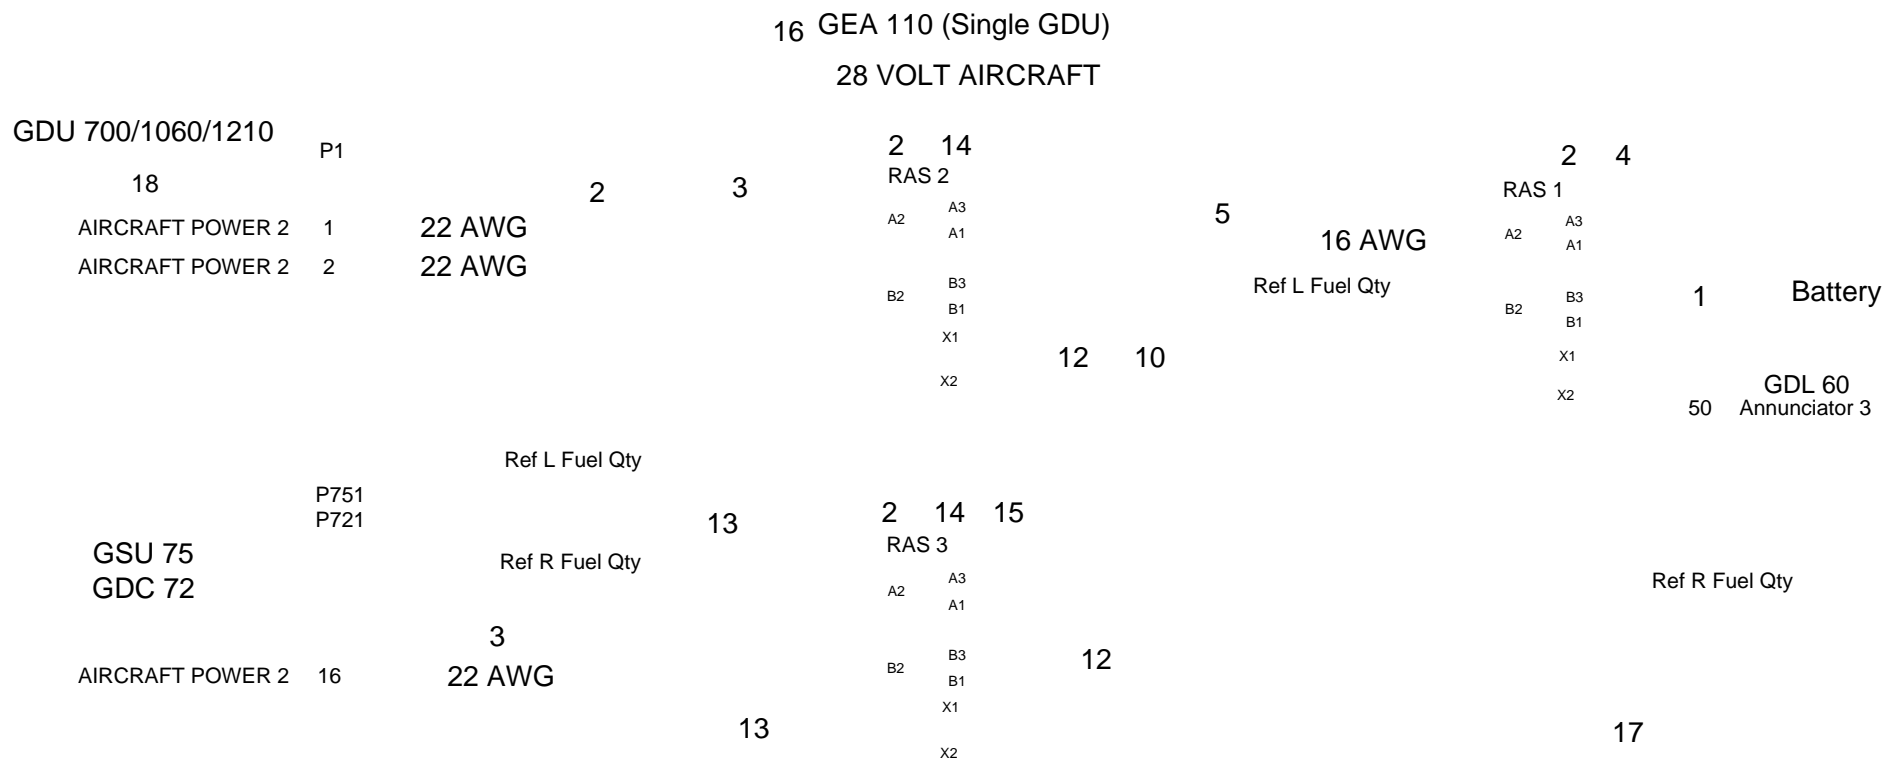 16 GEA 110 (Single GDU)
28 VOLT AIRCRAFT
GDU 700/1060/1210
P1
18
2
3
AIRCRAFT POWER 2 1 22 AWG
AIRCRAFT POWER 2 2 22 AWG
2 14
RAS 2
A3
A2
A1
B3
B2
B1
X1
X2
12 10
5
16 AWG
Ref L Fuel Qty
2 4
RAS 1
A3
A2
A1
B3
B2
B1
X1
X2
1 Battery
GDL 60
50 Annunciator 3
Ref L Fuel Qty
P751
P721
13
GSU 75
GDC 72
Ref R Fuel Qty
3
AIRCRAFT POWER 2 16 22 AWG
13
2 14 15
RAS 3
A3
A2
A1
B3
B2
B1
X1
X2
12
Ref R Fuel Qty
17